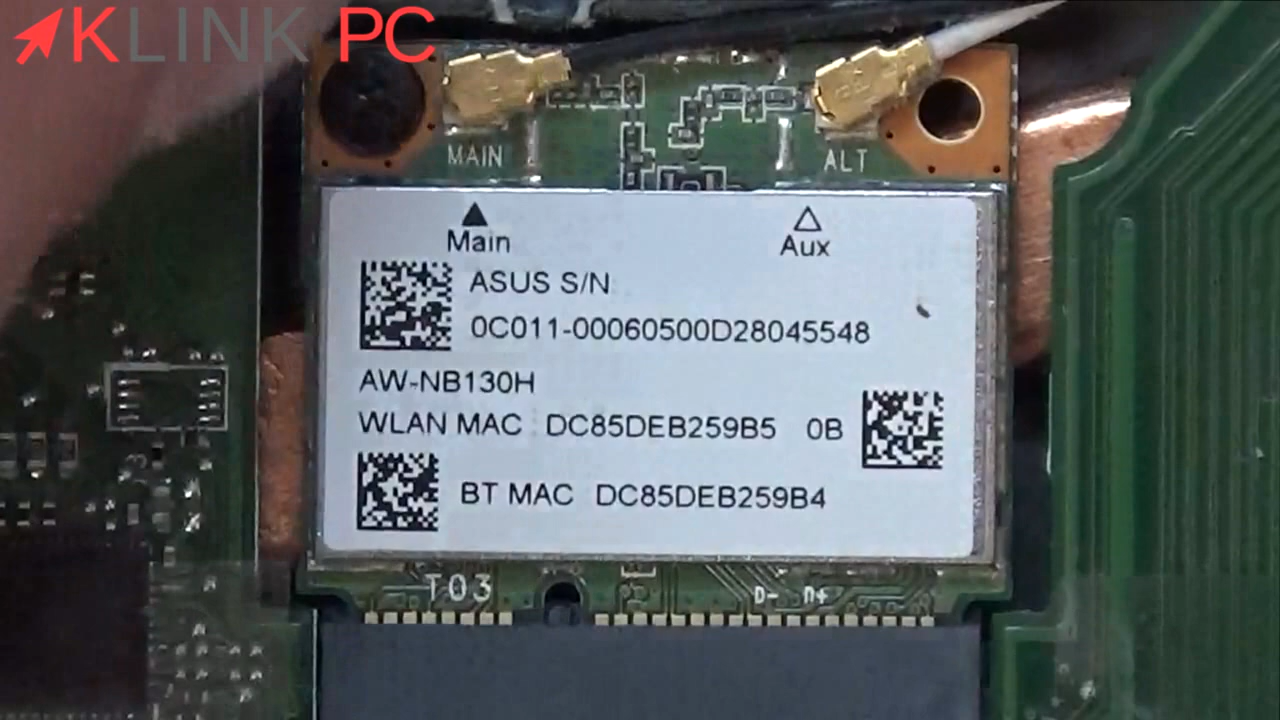 KLINK PC
MAIN
ALT
Main
Aux
ASUS S/N
0C011-00060500D28045548
AW-NB130H
WLAN MAC DC85DEB259B5 0B
BT MAC DC85DEB259B4
T03
D- D+